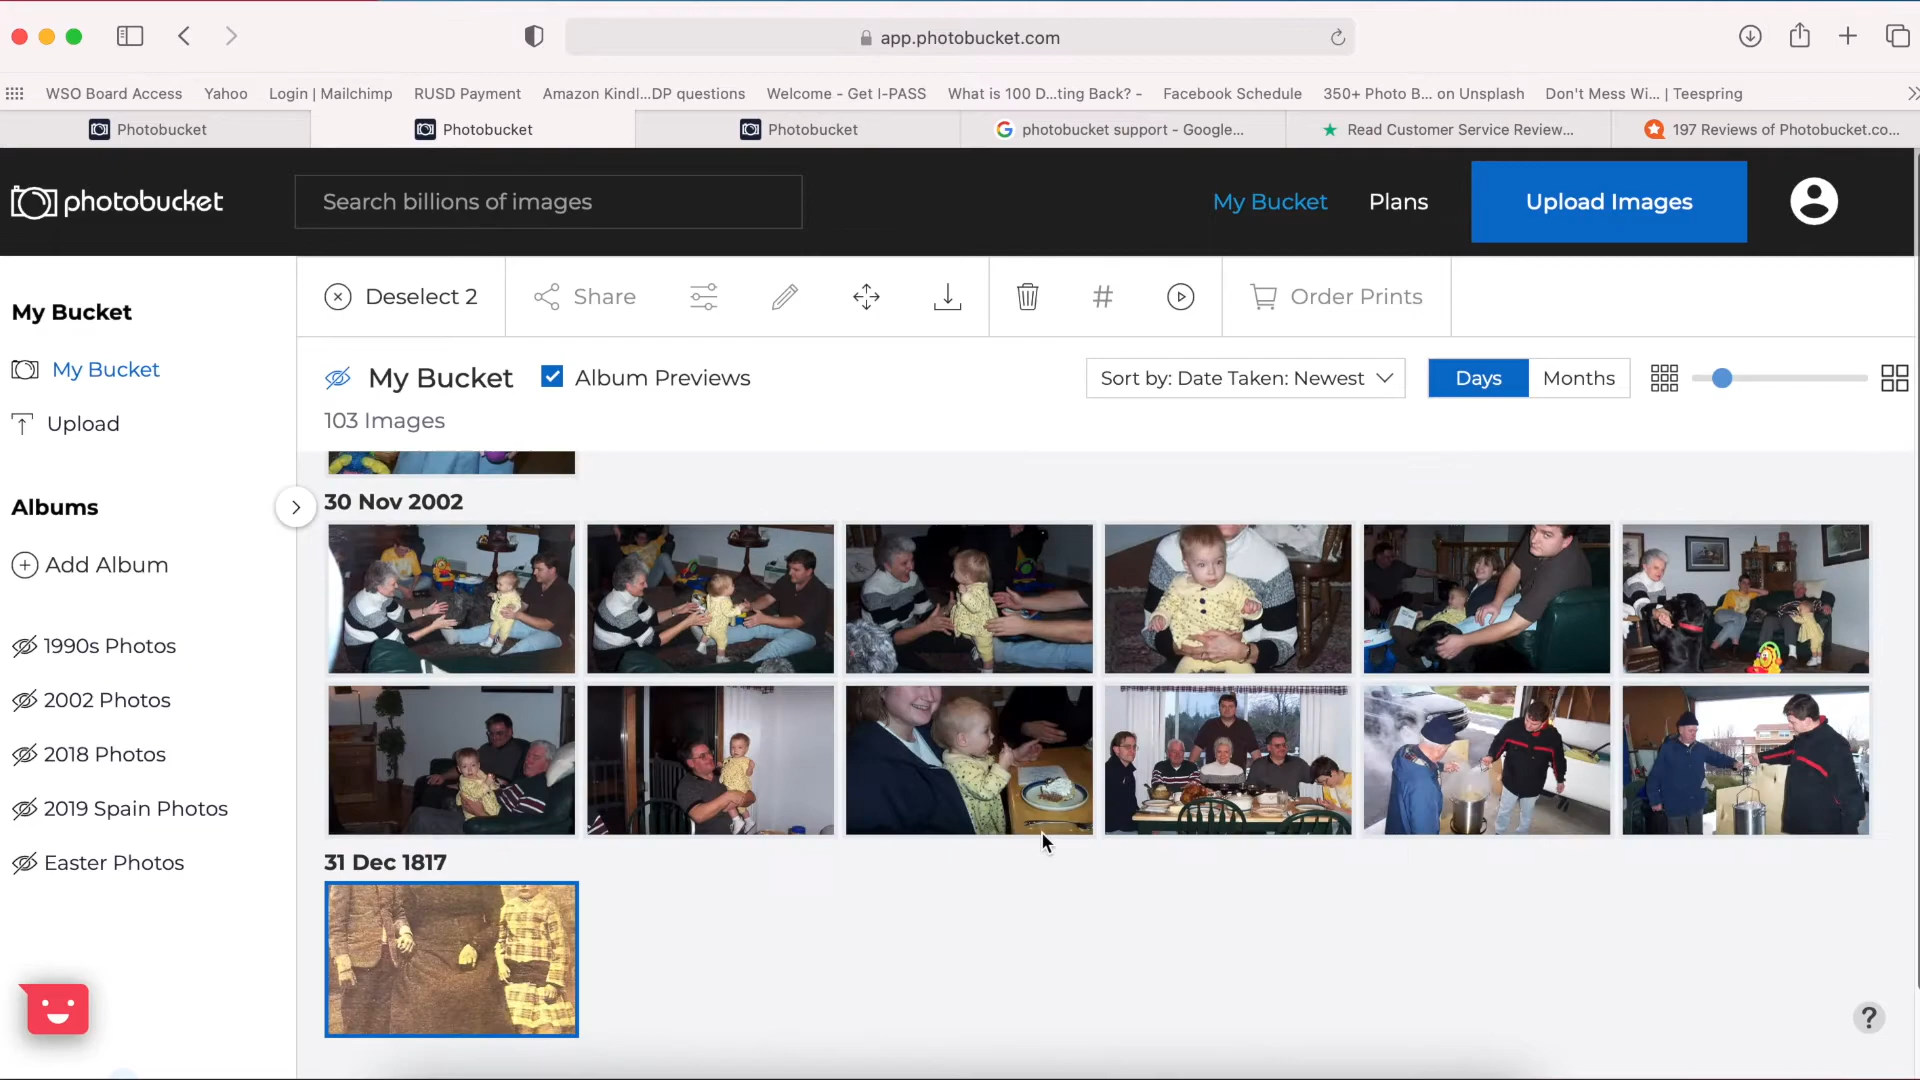 app.photobucket.com
WSO Board Access Yahoo Login | Mailchimp RUSD Payment Amazon Kindl...DP questions Welcome - Get I-PASS What is 100 D...ting Back? - Facebook Schedule 350+ Photo B... on Unsplash Don't Mess Wi... | Teespring
Photobucket Photobucket Photobucket photobucket support - Google... Read Customer Service Review... 197 Reviews of Photobucket.co...
photobucket Search billions of images My Bucket Plans Upload Images
My Bucket
My Bucket
Upload
Albums
Add Album
1990s Photos
2002 Photos
2018 Photos
2019 Spain Photos
Easter Photos
Deselect 2 Share # Order Prints
My Bucket Album Previews Sort by: Date Taken: Newest Days Months
103 Images
30 Nov 2002
31 Dec 1817
?